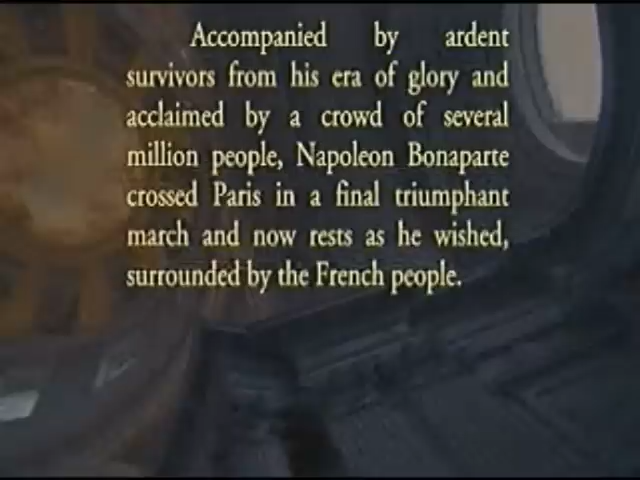 Accompanied by ardent
survivors from his era of glory and
acclaimed by a crowd of several
million people, Napoleon Bonaparte
crossed Paris in a final triumphant
march and now rests as he wished,
surrounded by the French people.